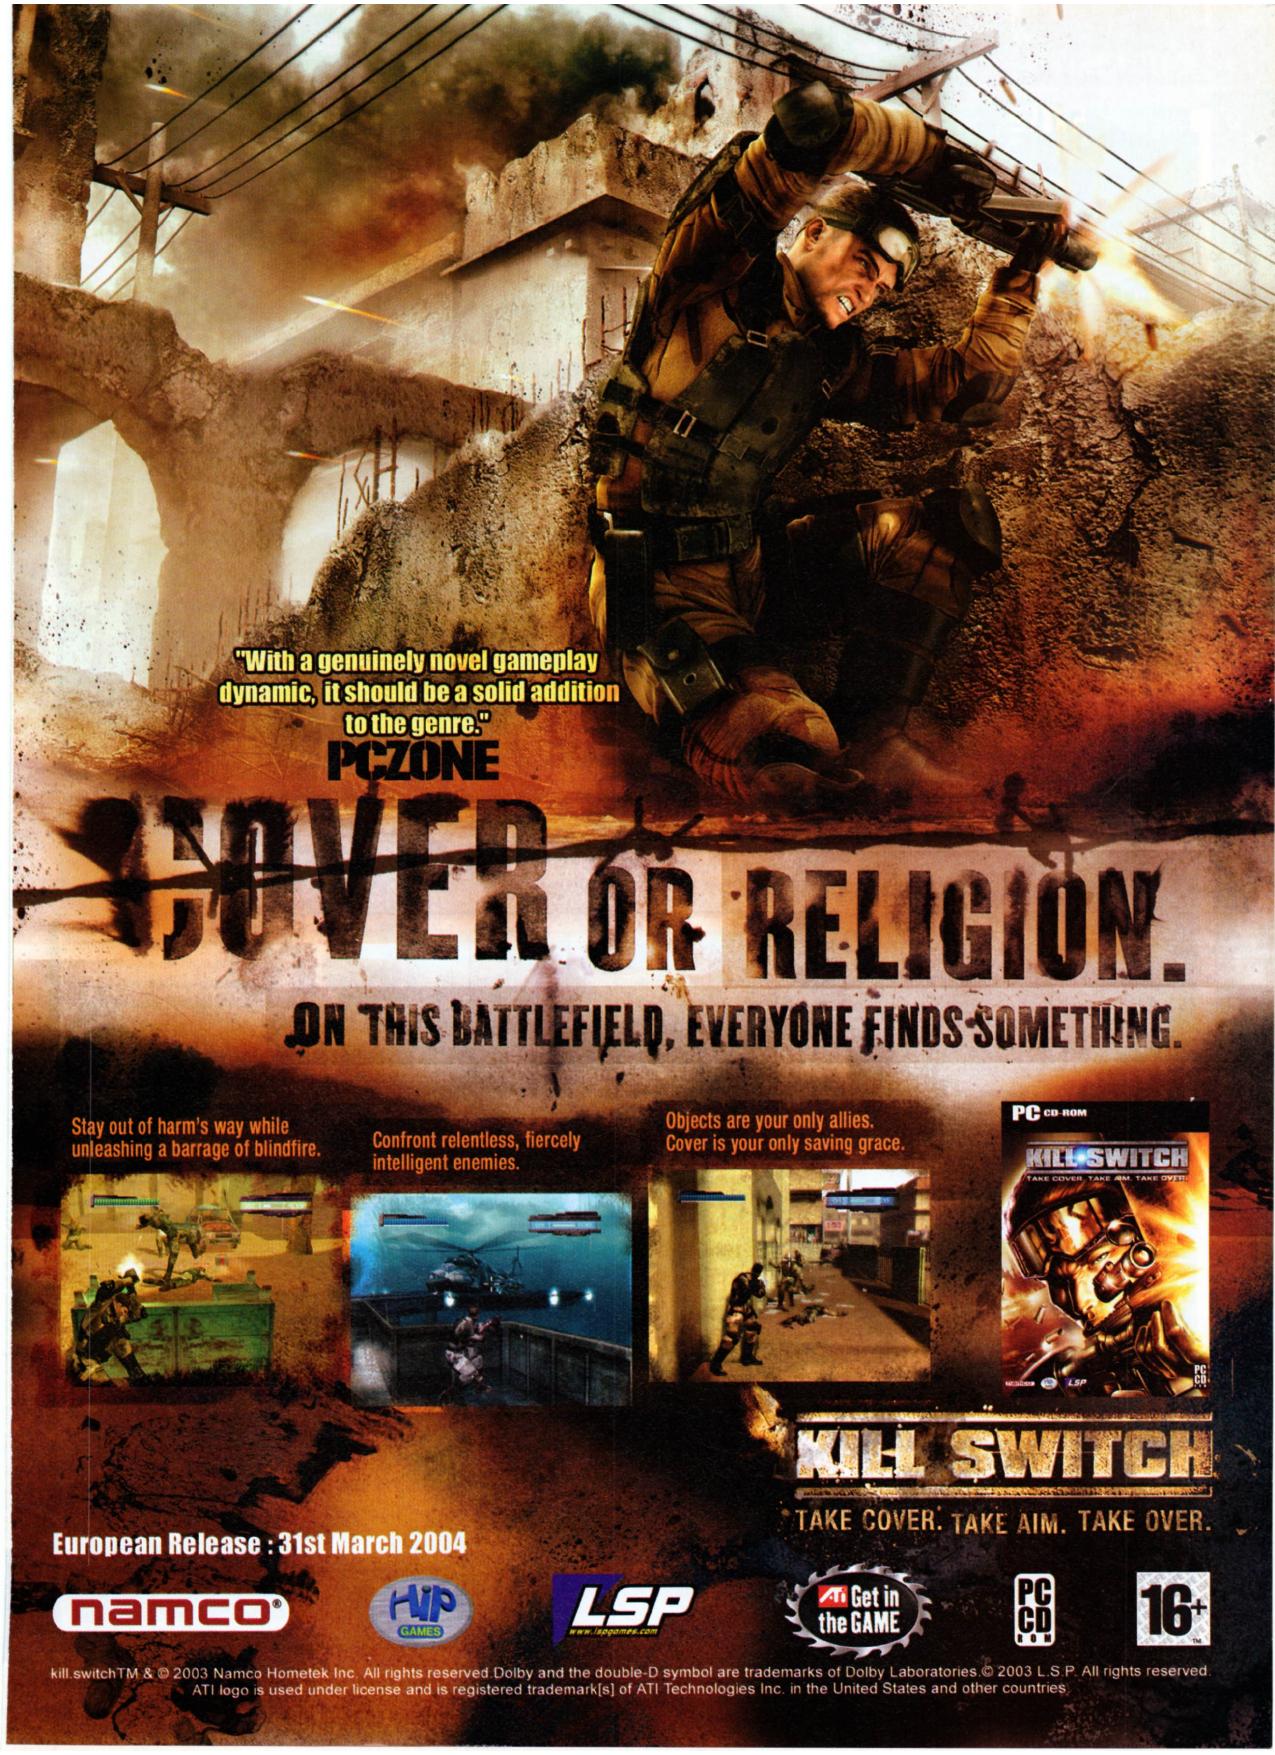 "With a genuinely novel gameplay
dynamic, it should be a solid addition
to the genre."
PCZONE
COVER OR RELIGION.
ON THIS BATTLEFIELD, EVERYONE FINDS SOMETHING.
Stay out of harm's way while
unleashing a barrage of blindfire.
Confront relentless, fiercely
intelligent enemies.
Objects are your only allies.
Cover is your only saving grace.
PC CD-ROM
KILL SWITCH
TAKE COVER. TAKE AIM. TAKE OVER.
namco
LSP
PC
CD
KILL SWITCH
TAKE COVER. TAKE AIM. TAKE OVER.
European Release : 31st March 2004
namco®
HiP
GAMES
LSP
www.lspgames.com
ATi Get in
the GAME
PC
CD
ROM
16+
TM
kill.switchTM & © 2003 Namco Hometek Inc. All rights reserved.Dolby and the double-D symbol are trademarks of Dolby Laboratories.© 2003 L.S.P. All rights reserved.
ATI logo is used under license and is registered trademark[s] of ATI Technologies Inc. in the United States and other countries